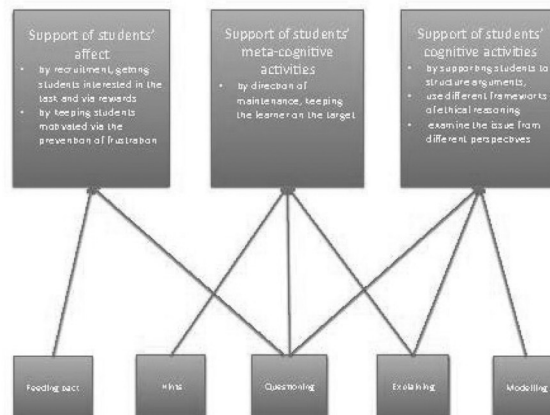 Support of students'
affect
• by recruitment, getting
students interested in the
task and via rewards
• by keeping students
motivated via the
prevention of frustration
Support of students'
meta-cognitive
activities
• by direction of
maintenance, keeping
the learner on the target
Support of students'
cognitive activities
• by supporting students to
structure arguments,
• use different frameworks
of ethical reasoning
• examine the issue from
different perspectives
Feeding back
Hints
Questioning
Explaining
Modelling